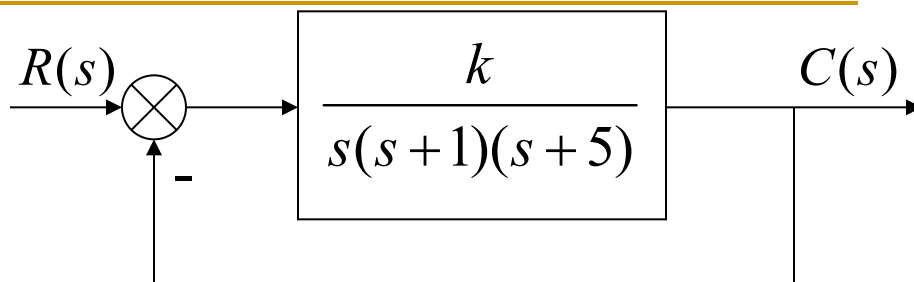 R(s)
k
C(s)
s(s + 1)(s + 5)
-